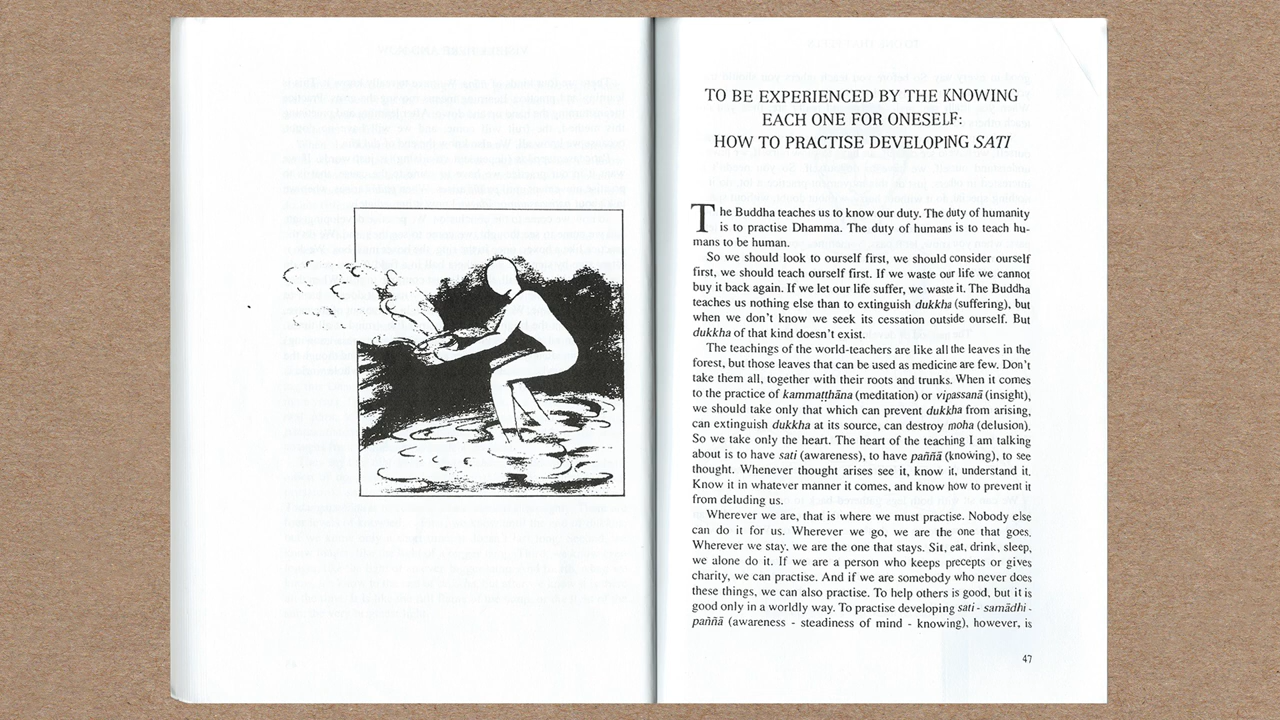 TO BE EXPERIENCED BY THE KNOWING
EACH ONE FOR ONESELF:
HOW TO PRACTISE DEVELOPING SATI
The Buddha teaches us to know our duty. The duty of humanity
is to practise Dhamma. The duty of humans is to teach hu-
mans to be human.
So we should look to ourself first, we should consider ourself
first, we should teach ourself first. If we waste our life we cannot
buy it back again. If we let our life suffer, we waste it. The Buddha
teaches us nothing else than to extinguish dukkha (suffering), but
when we don't know we seek its cessation outside ourself. But
dukkha of that kind doesn't exist.
The teachings of the world-teachers are like all the leaves in the
forest, but those leaves that can be used as medicine are few. Don't
take them all, together with their roots and trunks. When it comes
to the practice of kammaṭṭhāna (meditation) or vipassanā (insight),
we should take only that which can prevent dukkha from arising,
can extinguish dukkha at its source, can destroy moha (delusion).
So we take only the heart. The heart of the teaching I am talking
about is to have sati (awareness), to have paññā (knowing), to see
thought. Whenever thought arises see it, know it, understand it.
Know it in whatever manner it comes, and know how to prevent it
from deluding us.
Wherever we are, that is where we must practise. Nobody else
can do it for us. Wherever we go, we are the one that goes.
Wherever we stay, we are the one that stays. Sit, eat, drink, sleep,
we alone do it. If we are a person who keeps precepts or gives
charity, we can practise. And if we are somebody who never does
these things, we can also practise. To help others is good, but it is
good only in a worldly way. To practise developing sati - samādhi -
paññā (awareness - steadiness of mind - knowing), however, is
47